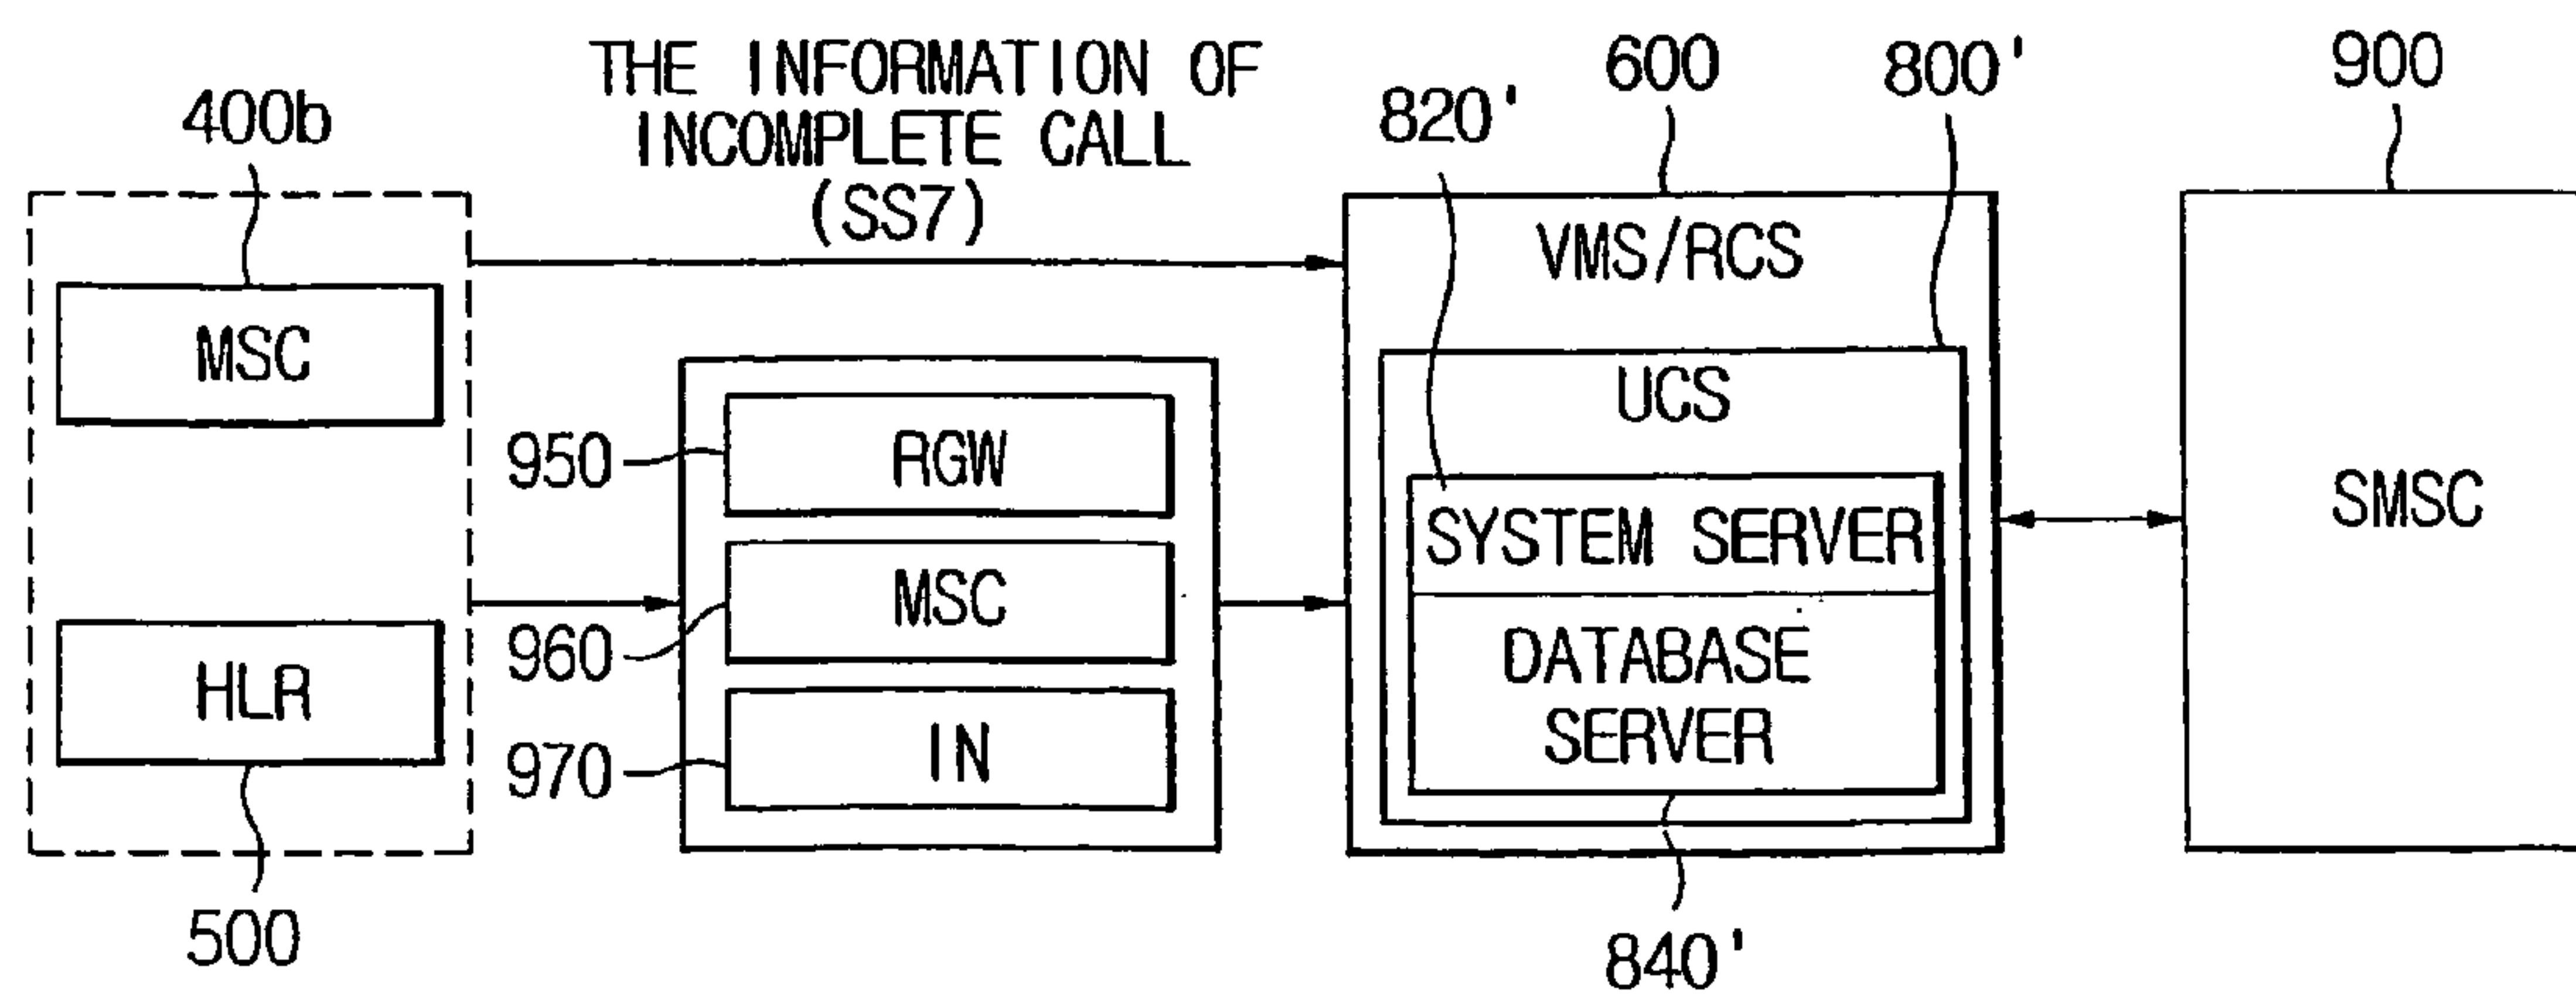 THE INFORMATION OF
INCOMPLETE CALL
(SS7)
400b
MSC
HLR
500
950
RGW
960
MSC
970
IN
600
800'
820'
VMS/RCS
UCS
SYSTEM SERVER
DATABASE
SERVER
840'
900
SMSC